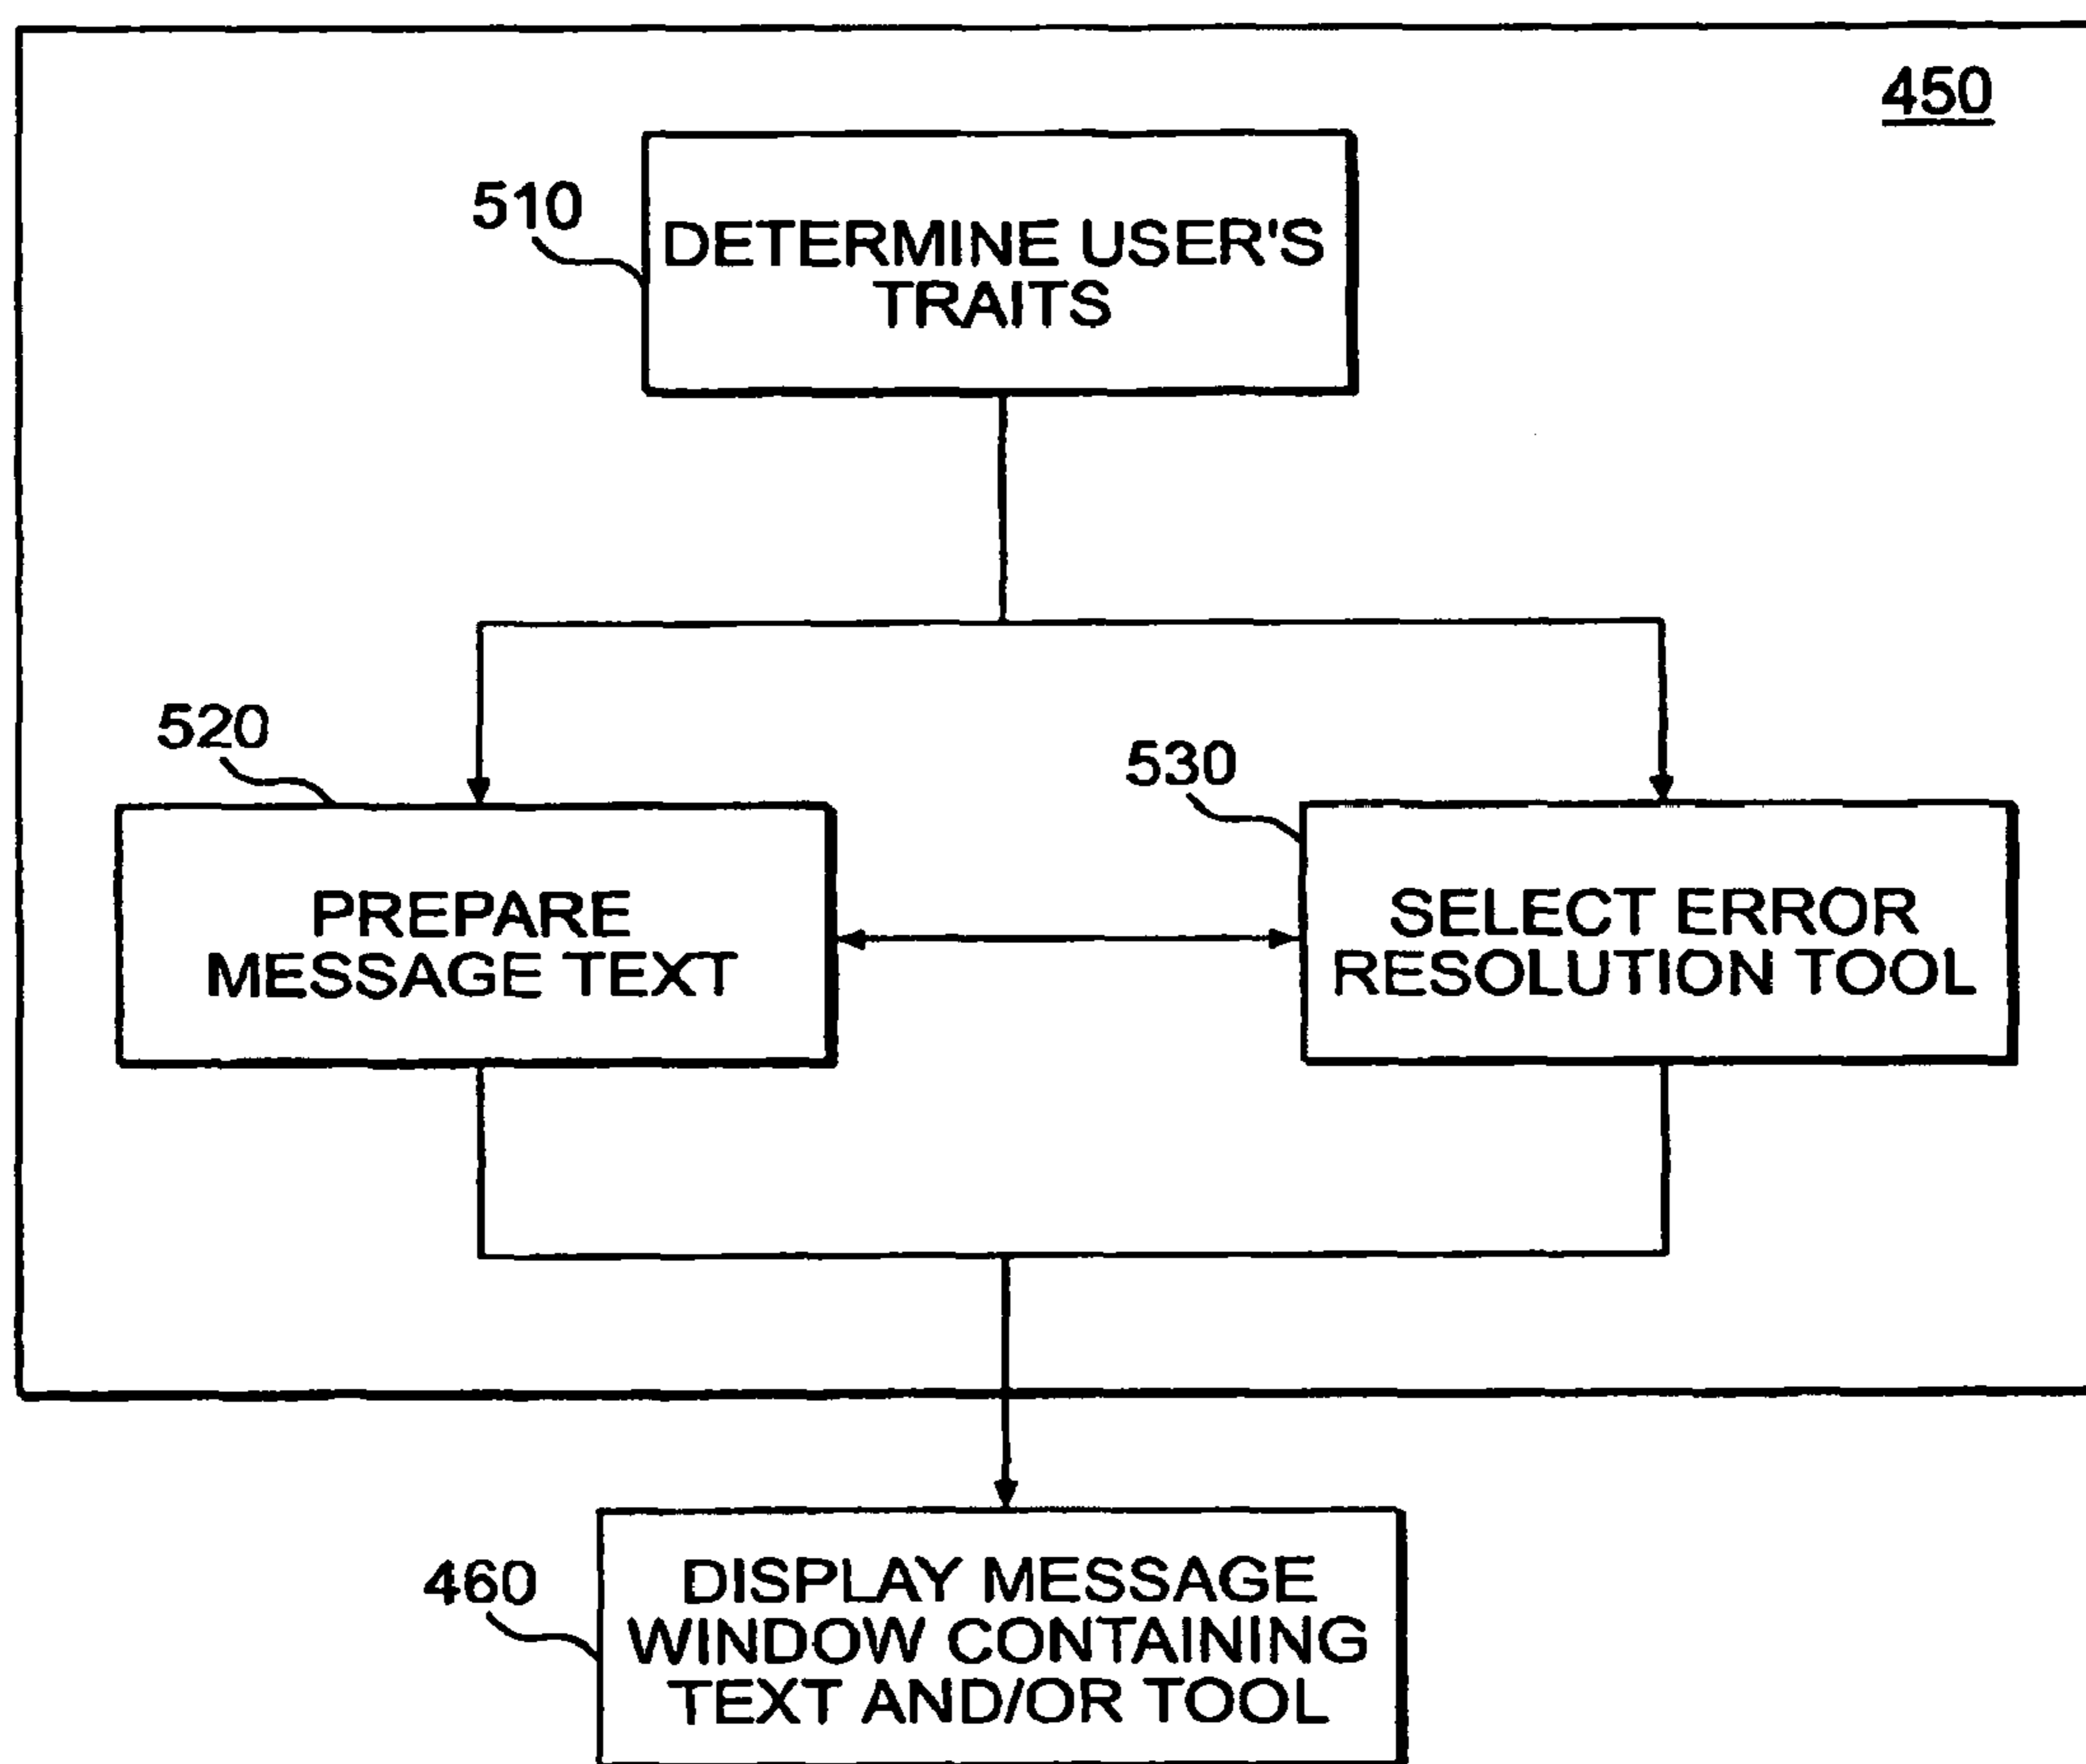 450
510
DETERMINE USER'S
TRAITS
520
PREPARE
MESSAGE TEXT
530
SELECT ERROR
RESOLUTION TOOL
460
DISPLAY MESSAGE
WINDOW CONTAINING
TEXT AND/OR TOOL